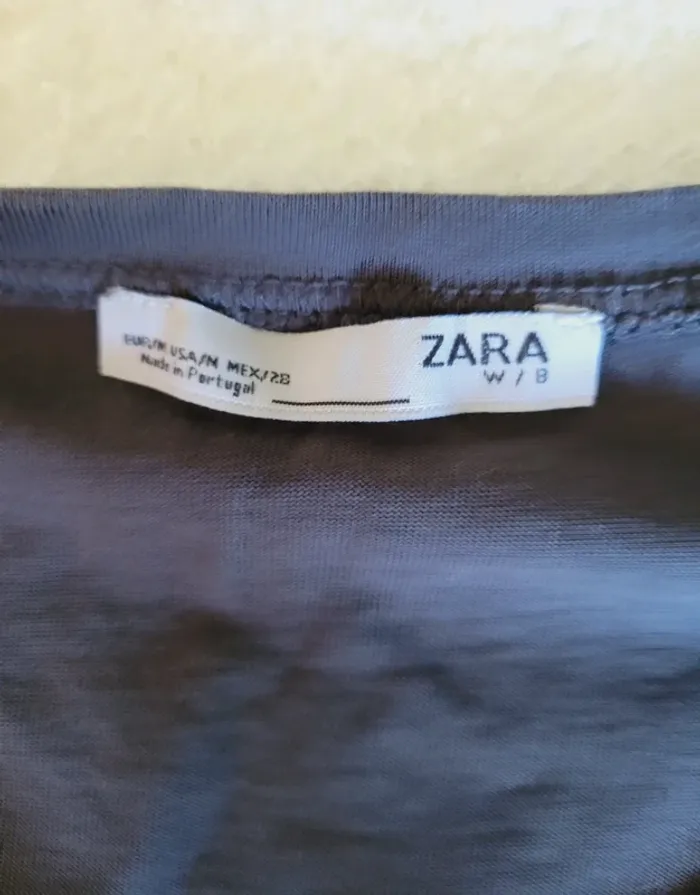 EUR/M USA/M MEX/28
Made in Portugal
ZARA
W / B